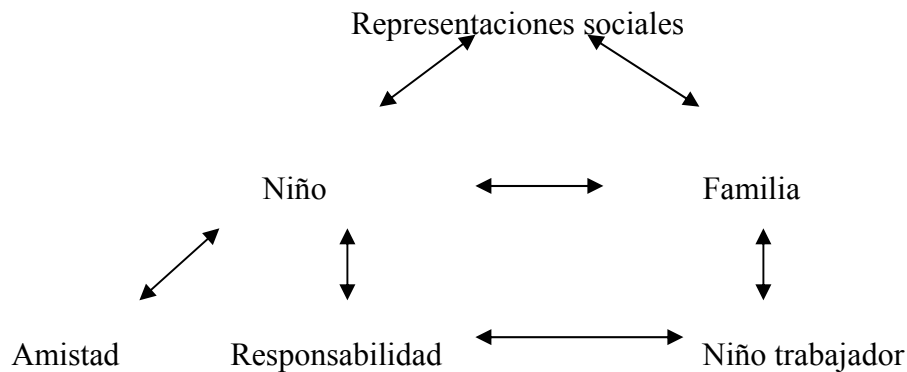 Representaciones sociales
Niño Familia
Amistad Responsabilidad Niño trabajador